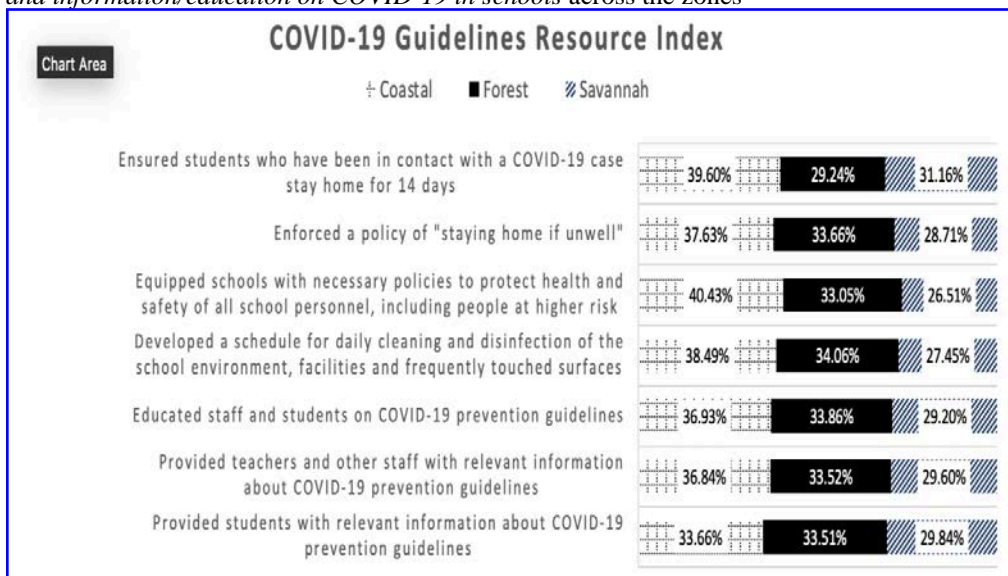 and information/education on COVID-19 in schools across the zones
COVID-19 Guidelines Resource Index
Chart Area
Coastal Forest Savannah
Ensured students who have been in contact with a COVID-19 case
stay home for 14 days
39.60% 29.24% 31.16%
Enforced a policy of "staying home if unwell"
37.63% 33.66% 28.71%
Equipped schools with necessary policies to protect health and
safety of all school personnel, including people at higher risk
40.43% 33.05% 26.51%
Developed a schedule for daily cleaning and disinfection of the
school environment, facilities and frequently touched surfaces
38.49% 34.06% 27.45%
Educated staff and students on COVID-19 prevention guidelines
36.93% 33.86% 29.20%
Provided teachers and other staff with relevant information
about COVID-19 prevention guidelines
36.84% 33.52% 29.60%
Provided students with relevant information about COVID-19
prevention guidelines
33.66% 33.51% 29.84%